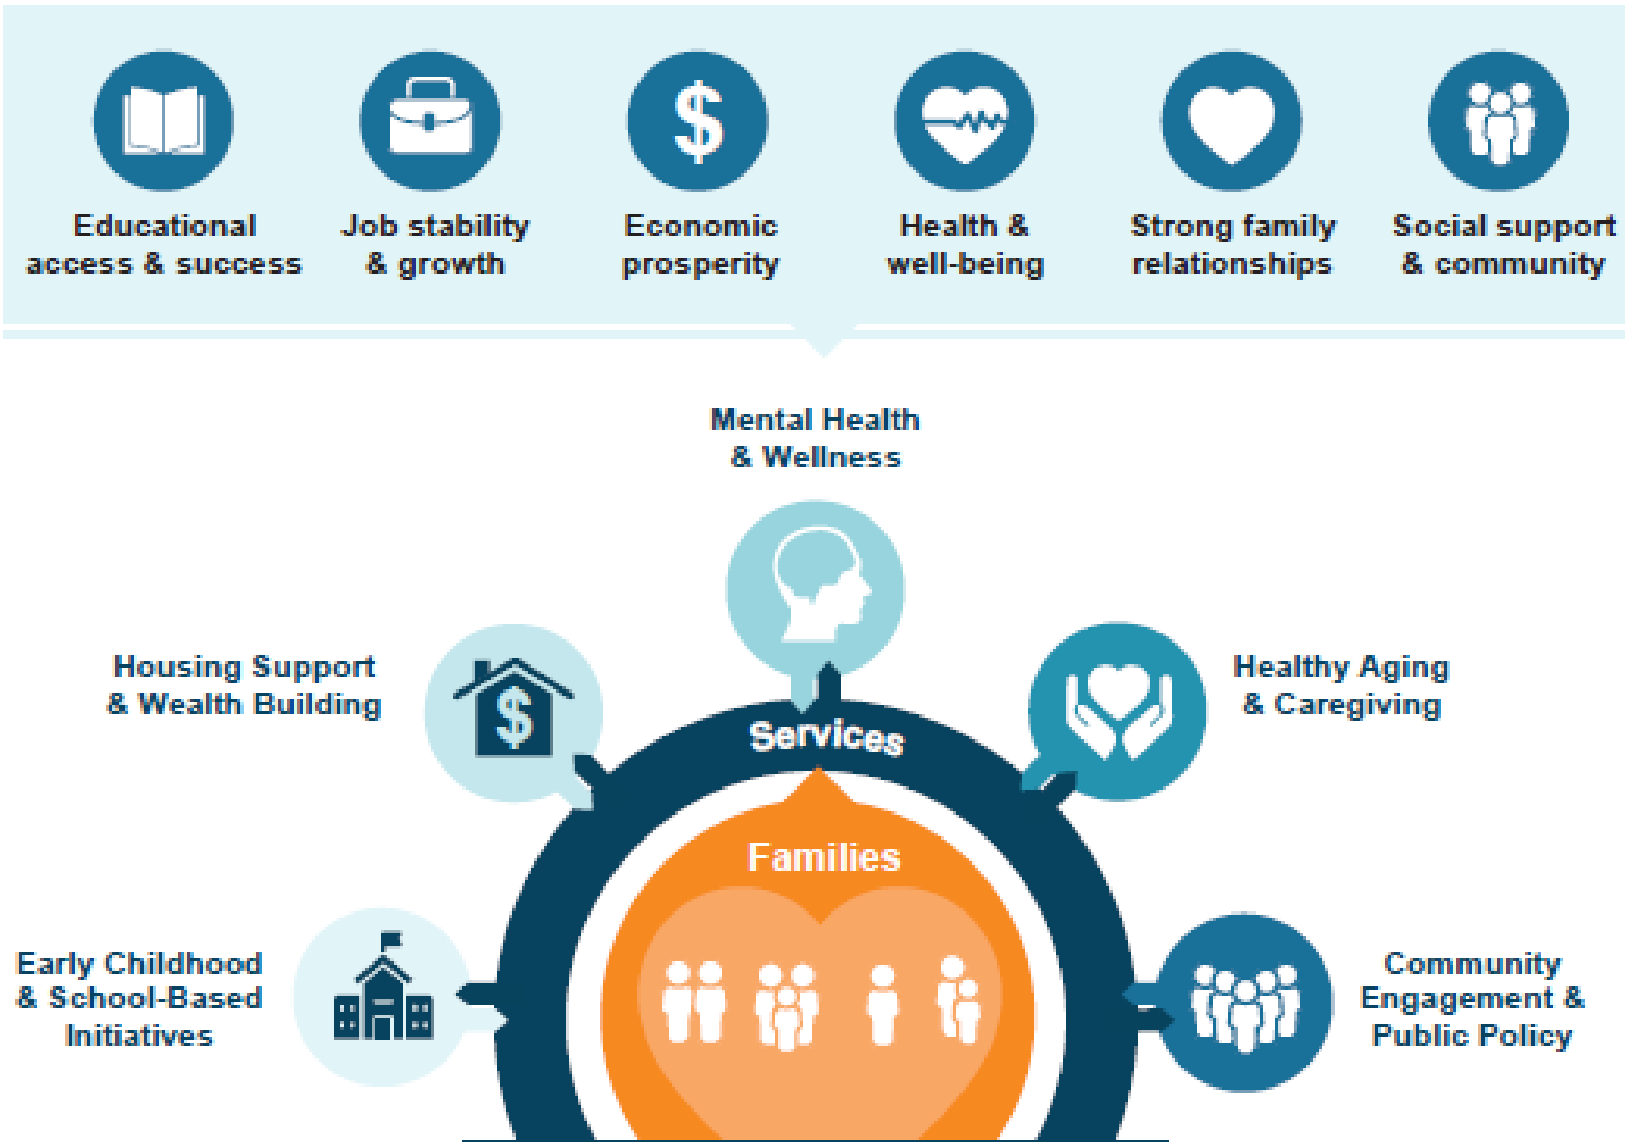 Educational
access & success
Job stability
& growth
Economic
prosperity
Health &
well-being
Strong family
relationships
Social support
& community
Mental Health
& Wellness
Housing Support
& Wealth Building
$
Healthy Aging
& Caregiving
Services
Families
Early Childhood
& School-Based
Initiatives
Community
Engagement &
Public Policy